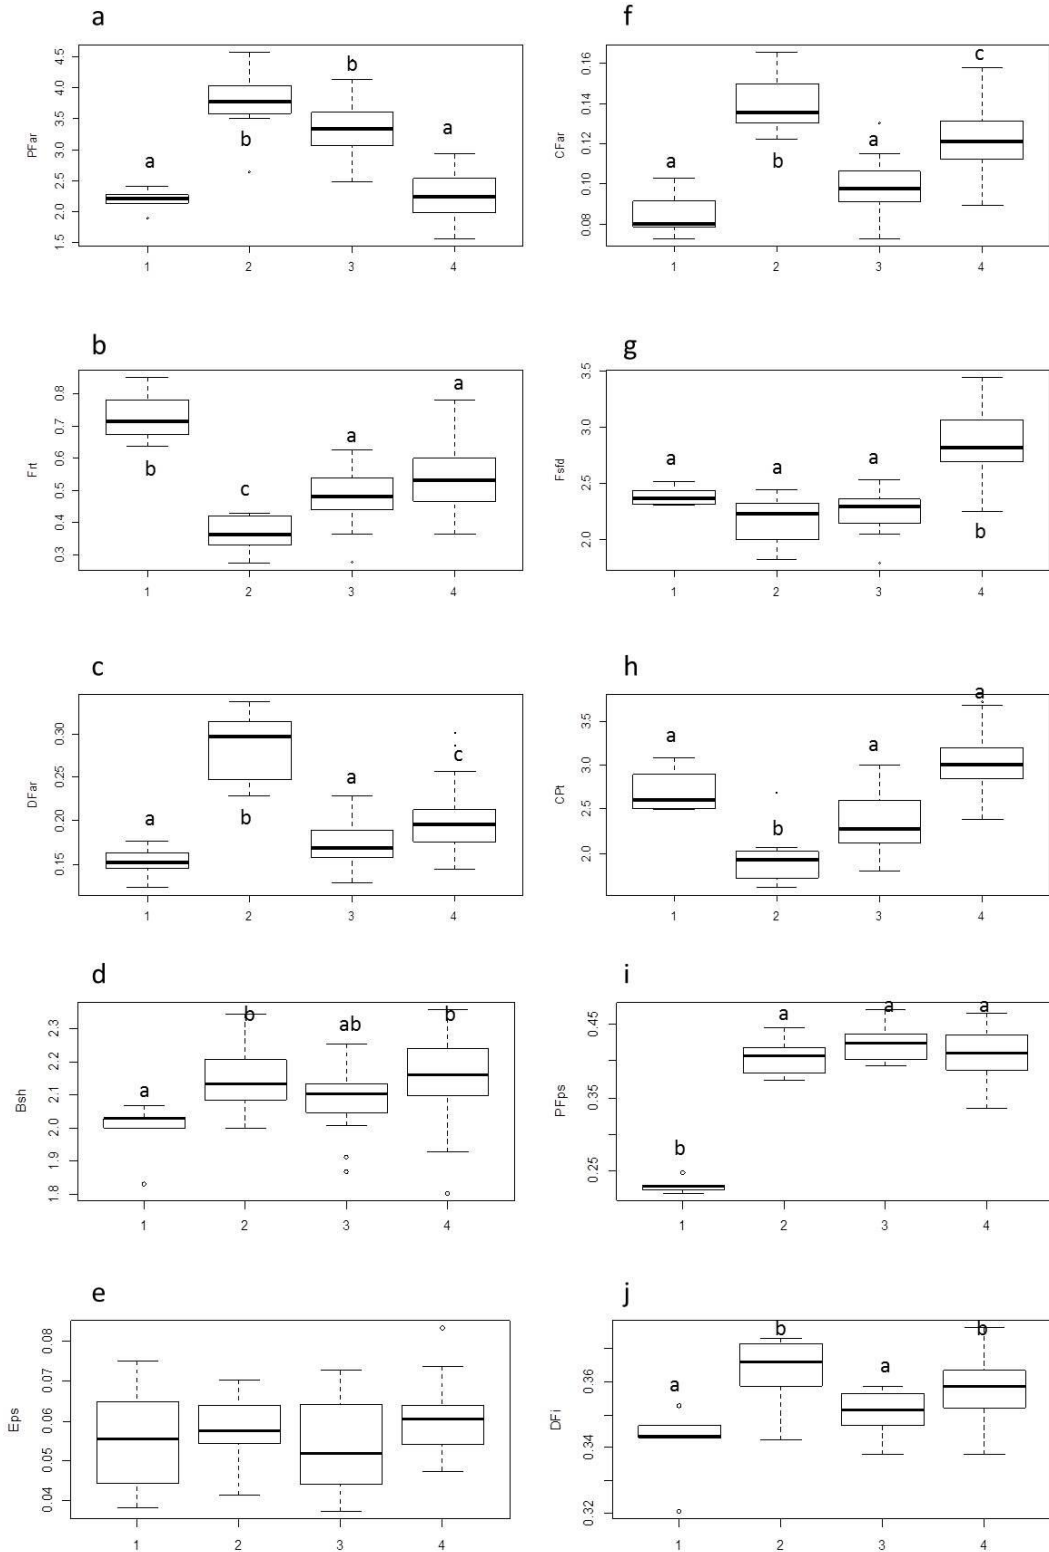 a
PFar
1.5 2.0 2.5 3.0 3.5 4.0 4.5
a b b a
1 2 3 4
f
CFar
0.08 0.10 0.12 0.14 0.16
a b a c
1 2 3 4
b
Frt
0.3 0.4 0.5 0.6 0.7 0.8
b c a a
1 2 3 4
g
Fsfd
2.0 2.5 3.0 3.5
a a a b
1 2 3 4
c
DFar
0.15 0.20 0.25 0.30
a b a c
1 2 3 4
h
CPt
2.0 2.5 3.0 3.5
a b a a
1 2 3 4
d
Bsh
1.8 1.9 2.0 2.1 2.2 2.3
a b ab b
1 2 3 4
i
PFps
0.25 0.35 0.45
b a a a
1 2 3 4
e
Eps
0.04 0.05 0.06 0.07 0.08
1 2 3 4
j
DFi
0.32 0.34 0.36
a b a b
1 2 3 4